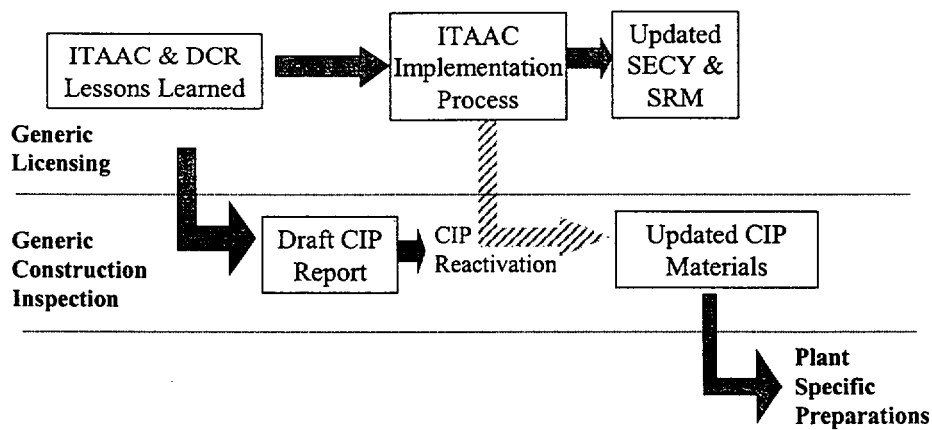 ITAAC & DCR
Lessons Learned
ITAAC
Implementation
Process
Updated
SECY &
SRM
Generic
Licensing
Generic
Construction
Inspection
Draft CIP
Report
CIP
Reactivation
Updated CIP
Materials
Plant
Specific
Preparations